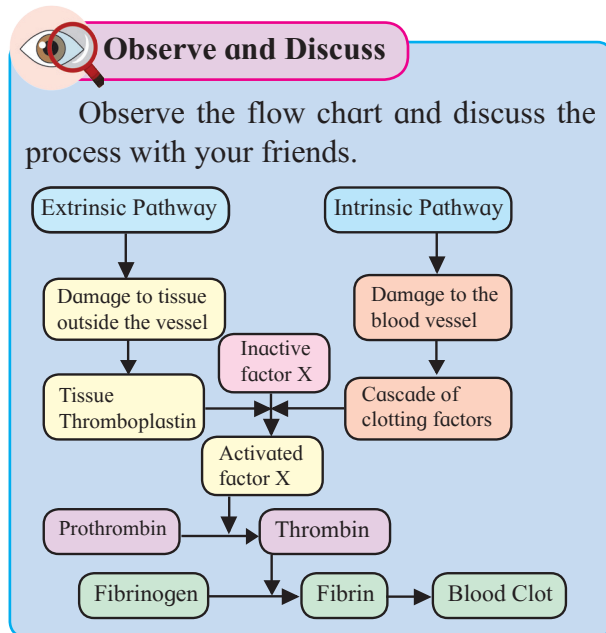 Observe and Discuss
Observe the flow chart and discuss the
process with your friends.
Extrinsic Pathway
Intrinsic Pathway
Damage to tissue
outside the vessel
Damage to the
blood vessel
Inactive
factor X
Tissue
Thromboplastin
Cascade of
clotting factors
Activated
factor X
Prothrombin
Thrombin
Fibrinogen
Fibrin
Blood Clot